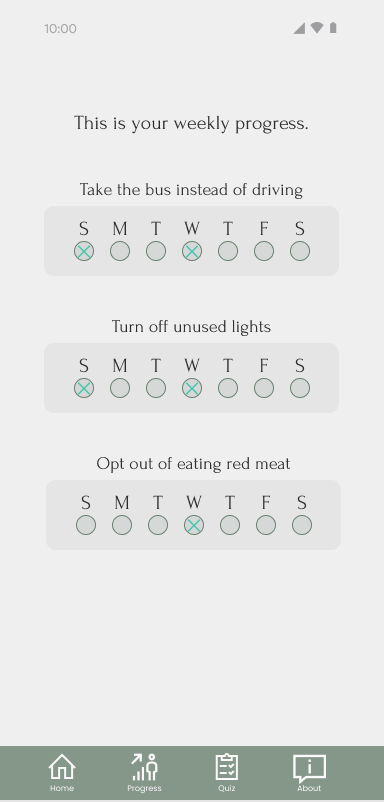 10:00
This is your weekly progress.
Take the bus instead of driving
S M T W T F S
Turn off unused lights
S M T W T F S
Opt out of eating red meat
S M T W T F S
Home Progress Quiz About